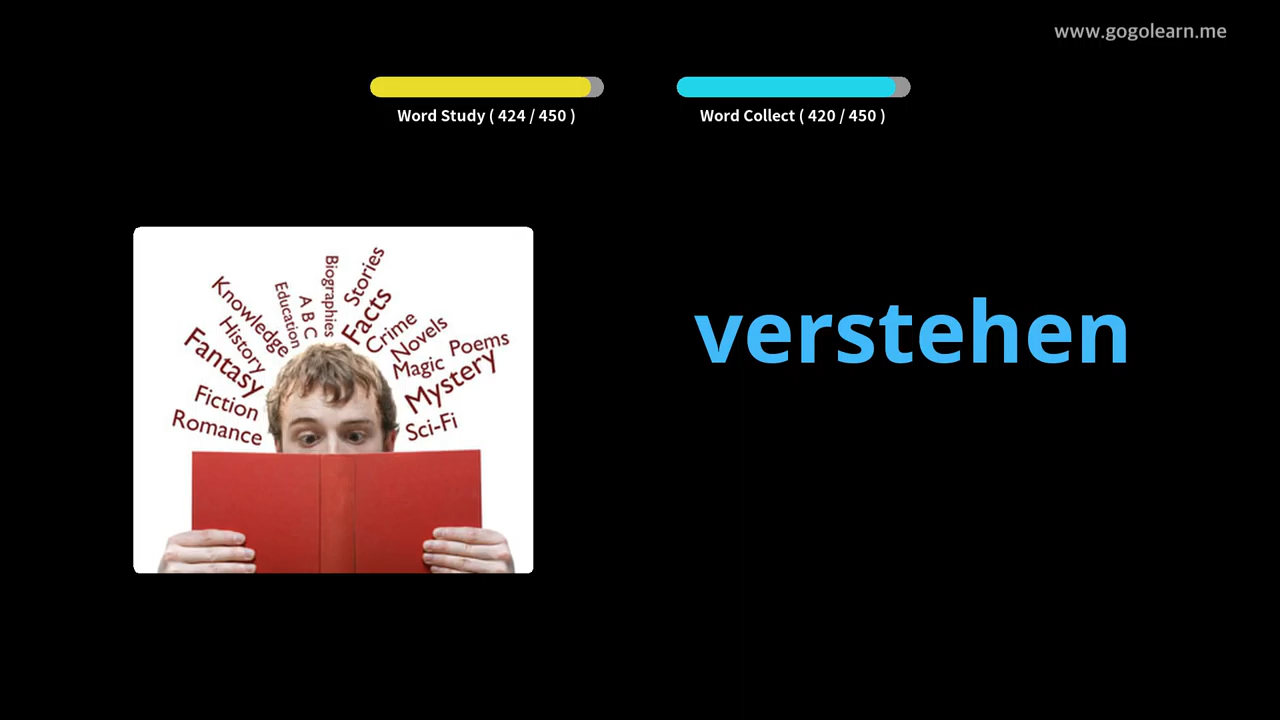 www.gogolearn.me
Word Study ( 424 / 450 )
Word Collect ( 420 / 450 )
Biographies
Stories
Education
A B C
Facts
Knowledge
Crime
History
Novels
Fantasy
Magic
Poems
Mystery
Fiction
Romance
Sci-Fi
verstehen